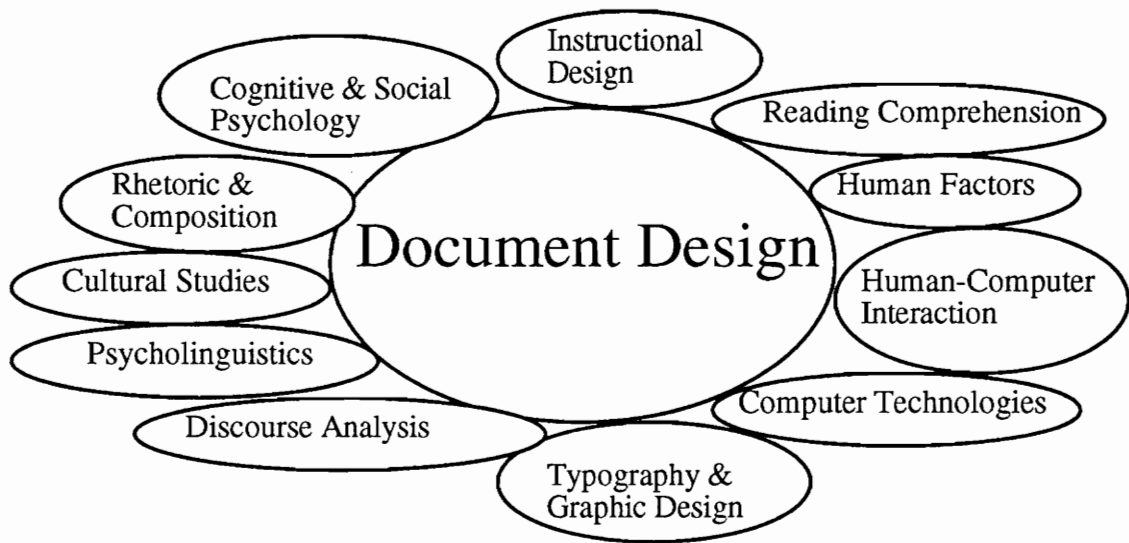 Instructional
Design
Cognitive & Social
Psychology
Reading Comprehension
Rhetoric &
Composition
Human Factors
Document Design
Cultural Studies
Human-Computer
Interaction
Psycholinguistics
Computer Technologies
Discourse Analysis
Typography &
Graphic Design